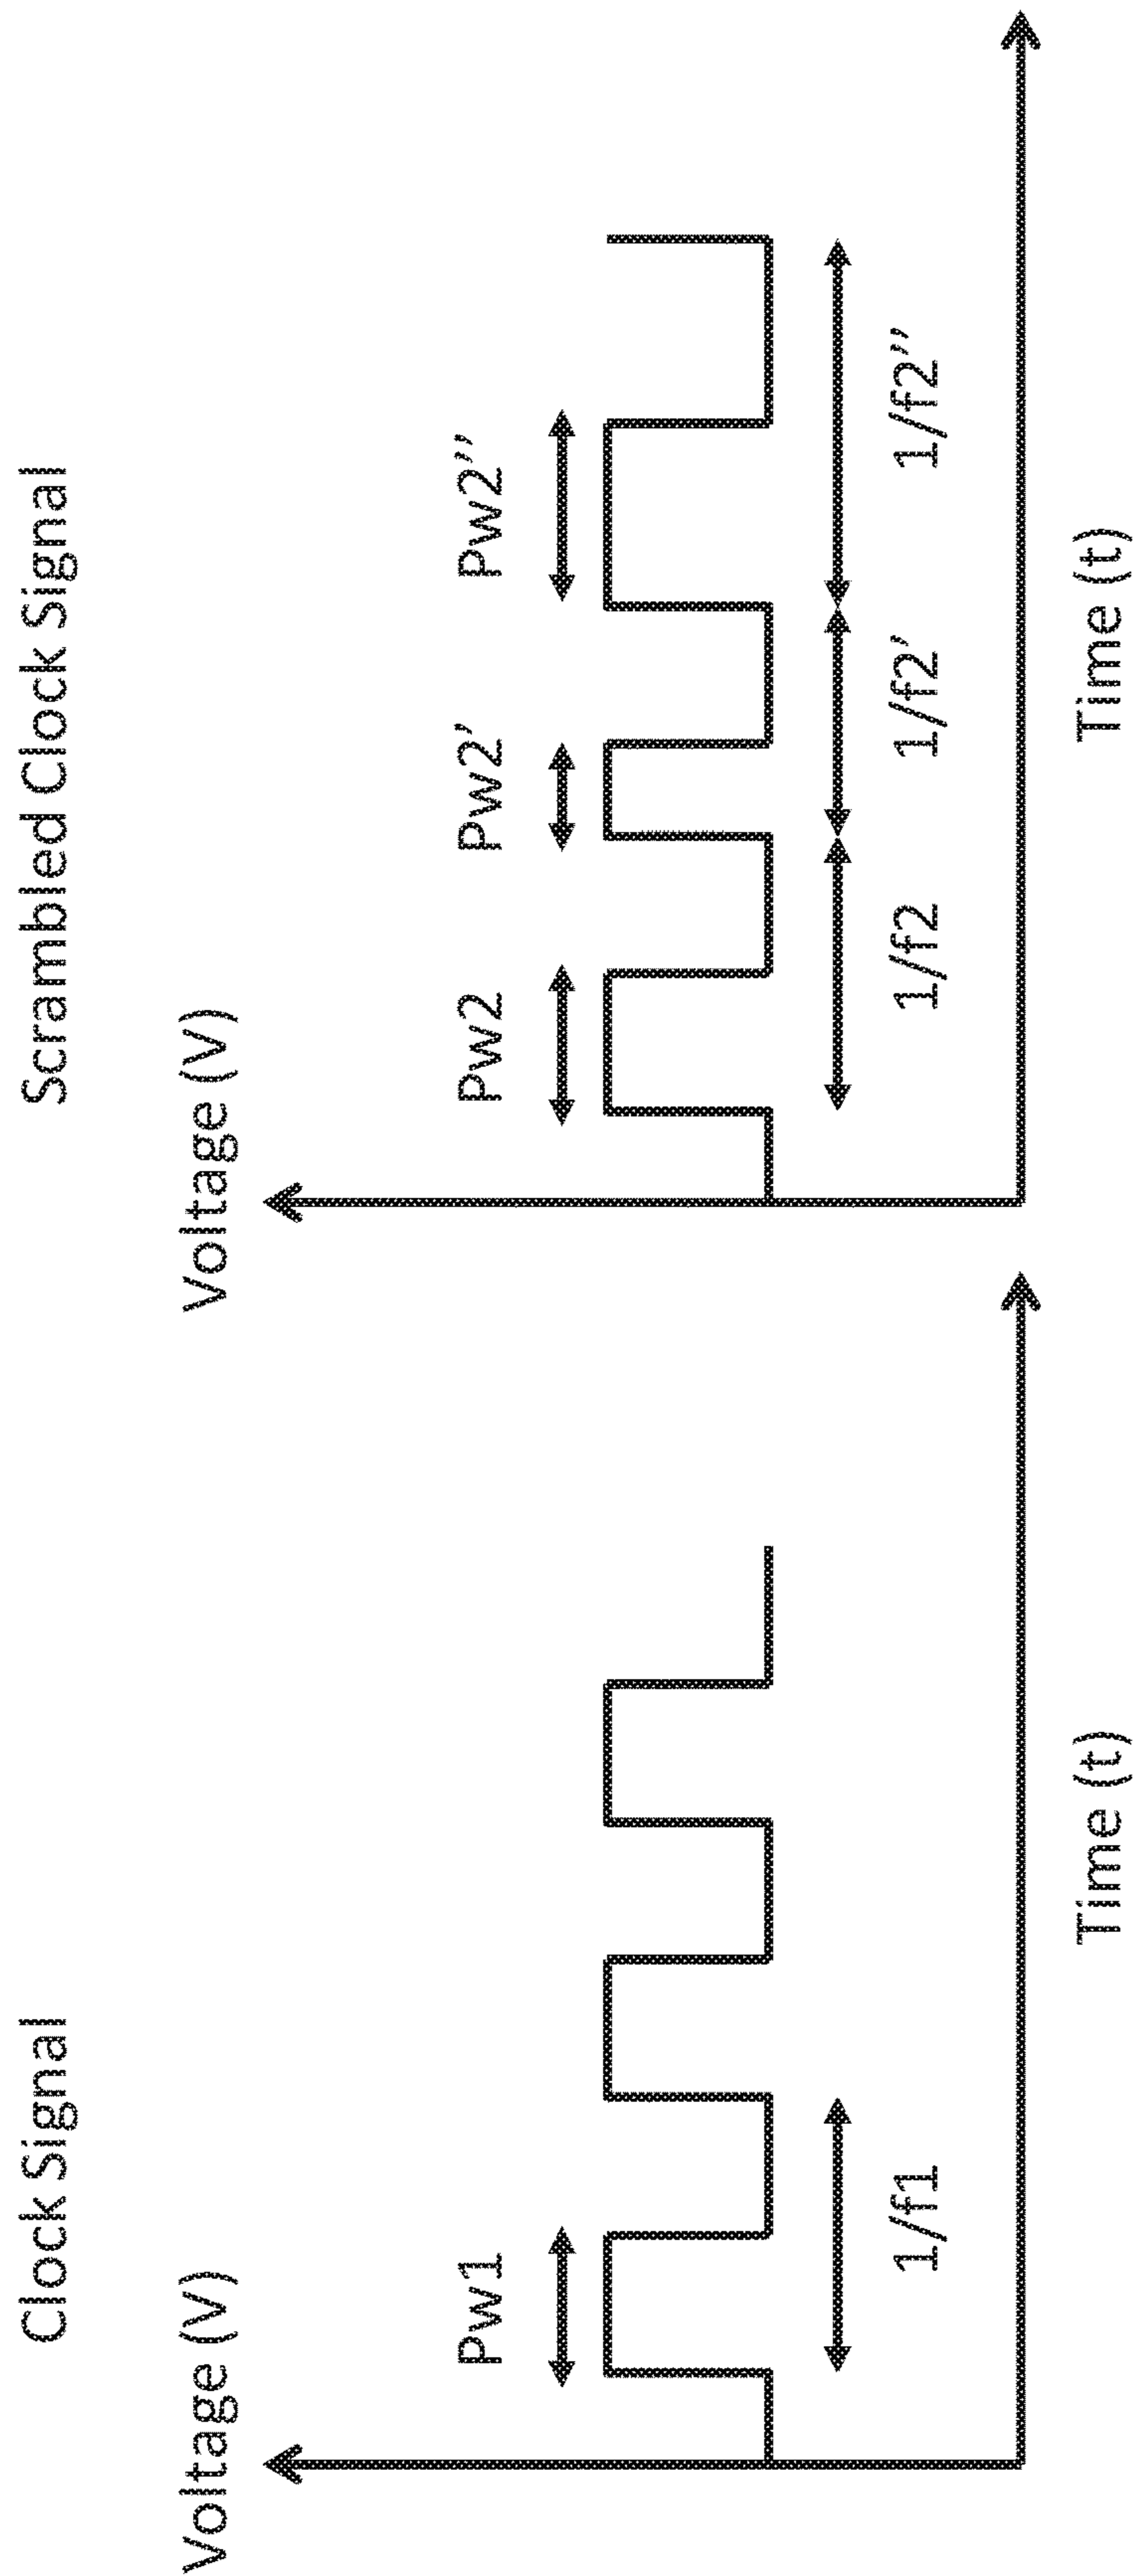 Clock Signal
Voltage (V)
Pw1
1/f1
Time (t)
Scrambled Clock Signal
Voltage (V)
Pw2
Pw2'
Pw2''
1/f2
1/f2'
1/f2''
Time (t)